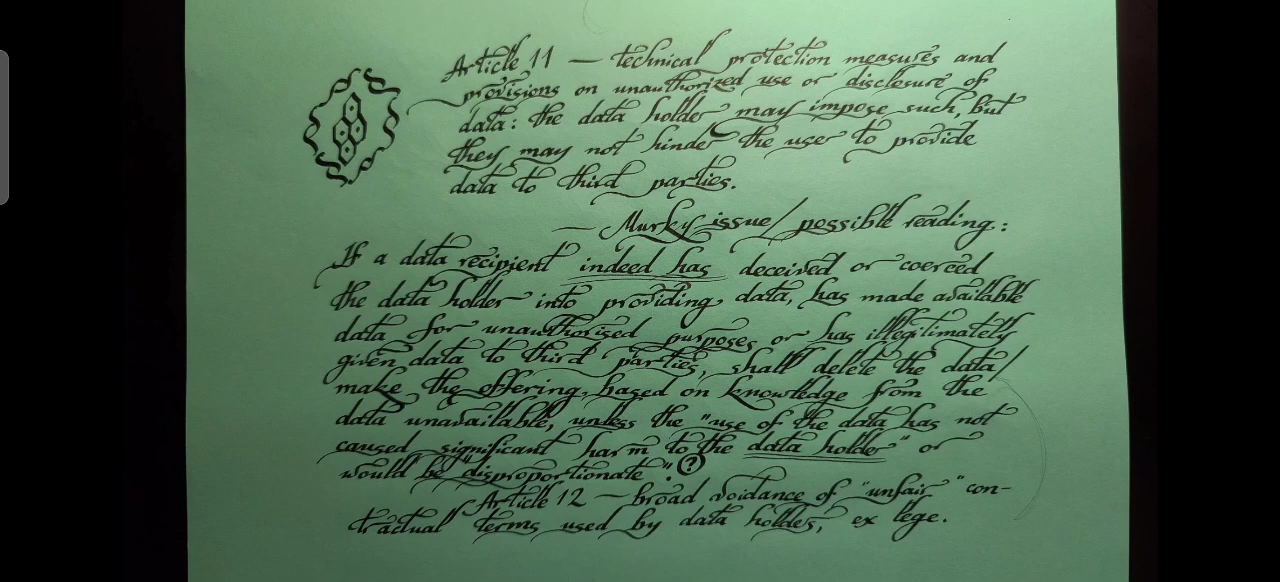 Article 11 — technical protection measures and
provisions on unauthorized use or disclosure of
data: the data holder may impose such, but
they may not hinder the user to provide
data to third parties.
— Murky issue/possible reading:
If a data recipient indeed has deceived or coerced
the data holder into providing data, has made available
data for unauthorised purposes or has illegitimately
given data to third parties, shall delete the data/
make the offering based on knowledge from the
data unavailable, unless the "use of the data has not
caused significant harm to the data holder" or
would be "disproportionate". ?
Article 12 — broad voidance of "unfair" con-
tractual terms used by data holdes, ex lege.